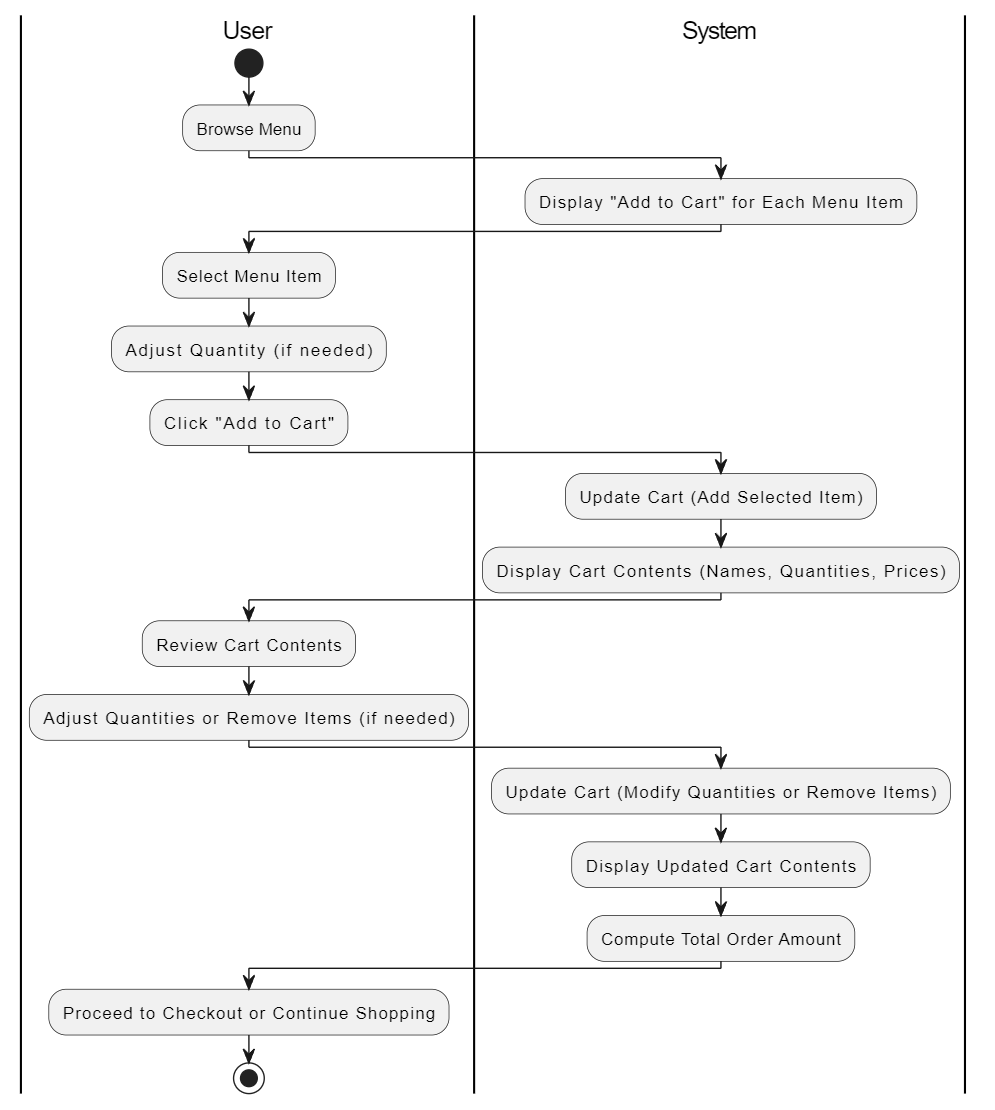 User
System
Browse Menu
Display "Add to Cart" for Each Menu Item
Select Menu Item
Adjust Quantity (if needed)
Click "Add to Cart"
Update Cart (Add Selected Item)
Display Cart Contents (Names, Quantities, Prices)
Review Cart Contents
Adjust Quantities or Remove Items (if needed)
Update Cart (Modify Quantities or Remove Items)
Display Updated Cart Contents
Compute Total Order Amount
Proceed to Checkout or Continue Shopping